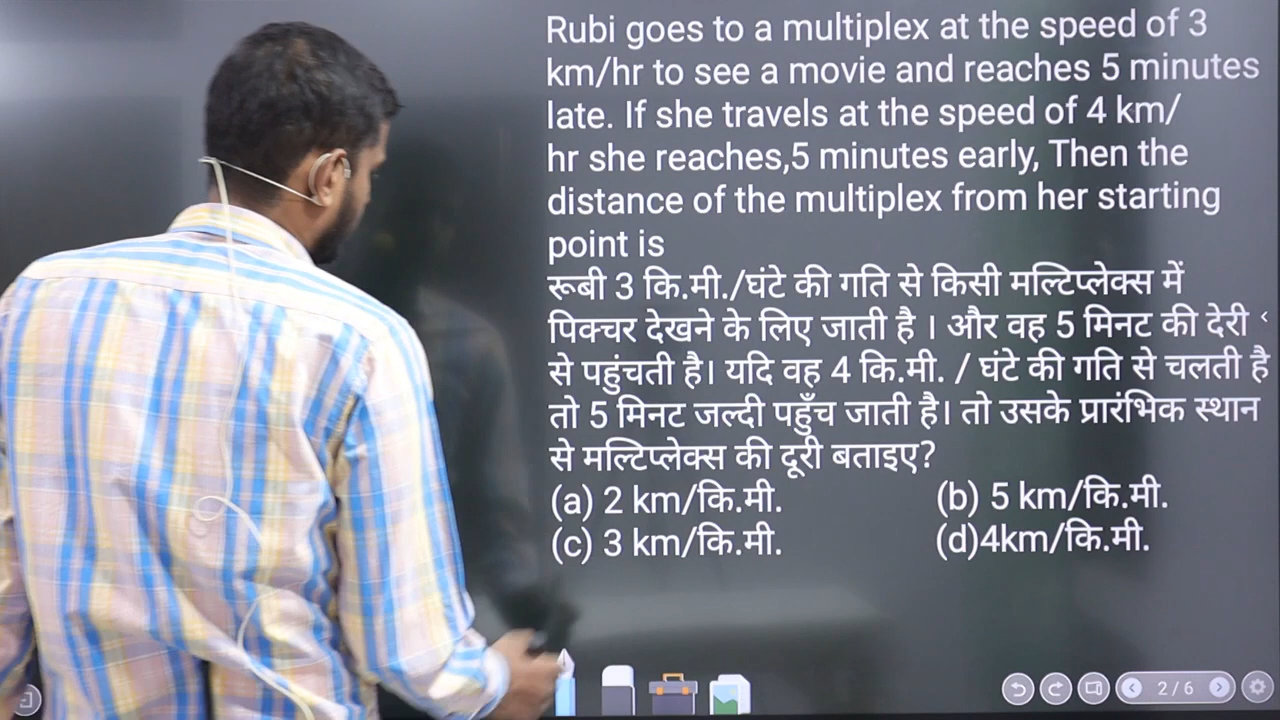 Rubi goes to a multiplex at the speed of 3
km/hr to see a movie and reaches 5 minutes
late. If she travels at the speed of 4 km/
hr she reaches,5 minutes early, Then the
distance of the multiplex from her starting
point is
रूबी 3 कि.मी./घंटे की गति से किसी मल्टिप्लेक्स में
पिक्चर देखने के लिए जाती है । और वह 5 मिनट की देरी
से पहुंचती है। यदि वह 4 कि.मी. / घंटे की गति से चलती है
तो 5 मिनट जल्दी पहुँच जाती है। तो उसके प्रारंभिक स्थान
से मल्टिप्लेक्स की दूरी बताइए?
(a) 2 km/कि.मी. (b) 5 km/कि.मी.
(c) 3 km/कि.मी. (d)4km/कि.मी.
2/6